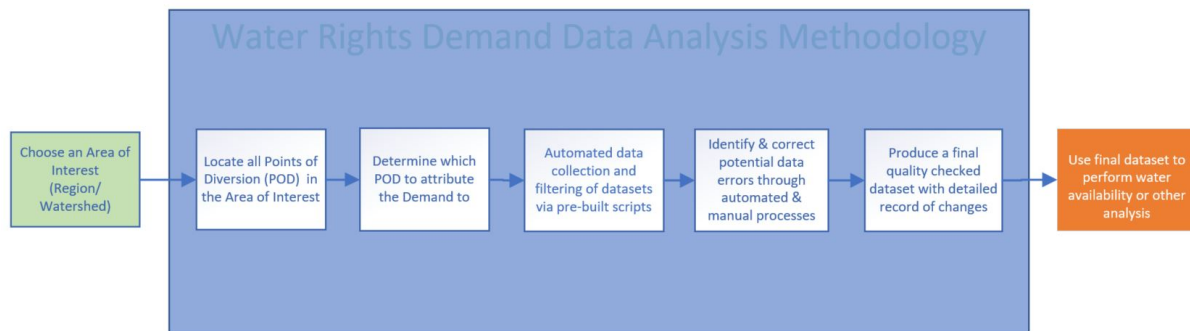 Water Rights Demand Data Analysis Methodology
Choose an Area of
Interest
(Region/
Watershed)
Locate all Points of
Diversion (POD) in
the Area of Interest
Determine which
POD to attribute
the Demand to
Automated data
collection and
filtering of datasets
via pre-built scripts
Identify & correct
potential data
errors through
automated &
manual processes
Produce a final
quality checked
dataset with detailed
record of changes
Use final dataset to
perform water
availability or other
analysis